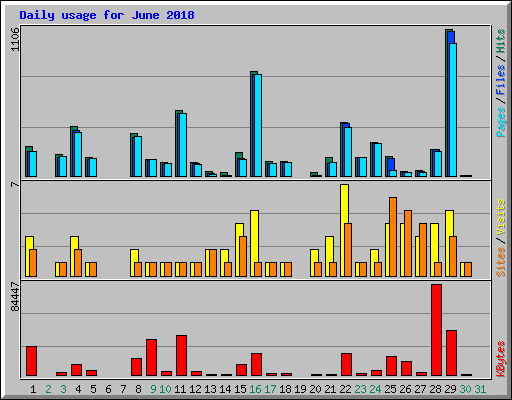 Daily usage for June 2018
1106
Pages / Files / Hits
7
Sites / Visits
84447
KBytes
1 2 3 4 5 6 7 8 9 10 11 12 13 14 15 16 17 18 19 20 21 22 23 24 25 26 27 28 29 30 31